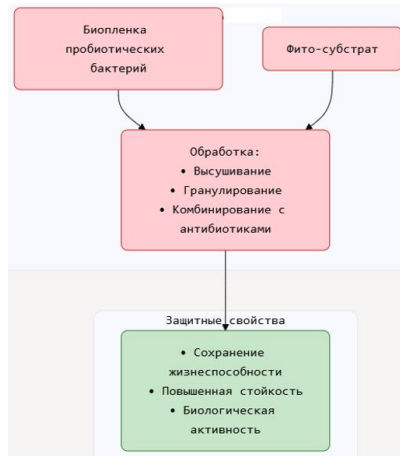 Биопленка
пробиотических
бактерий
Фито-субстрат
Обработка:
• Высушивание
• Гранулирование
• Комбинирование с
антибиотиками
Защитные свойства
• Сохранение
жизнеспособности
• Повышенная стойкость
• Биологическая
активность